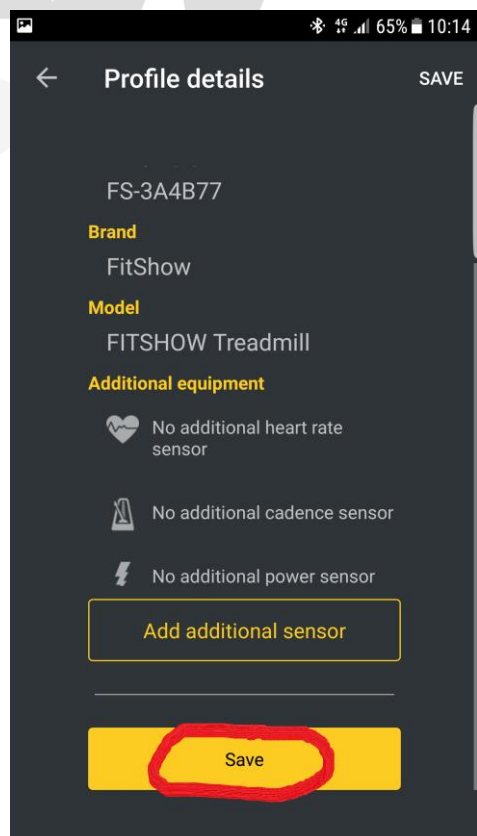 4G 65% 10:14
Profile details SAVE
FS-3A4B77
Brand
FitShow
Model
FITSHOW Treadmill
Additional equipment
No additional heart rate
sensor
No additional cadence sensor
No additional power sensor
Add additional sensor
Save